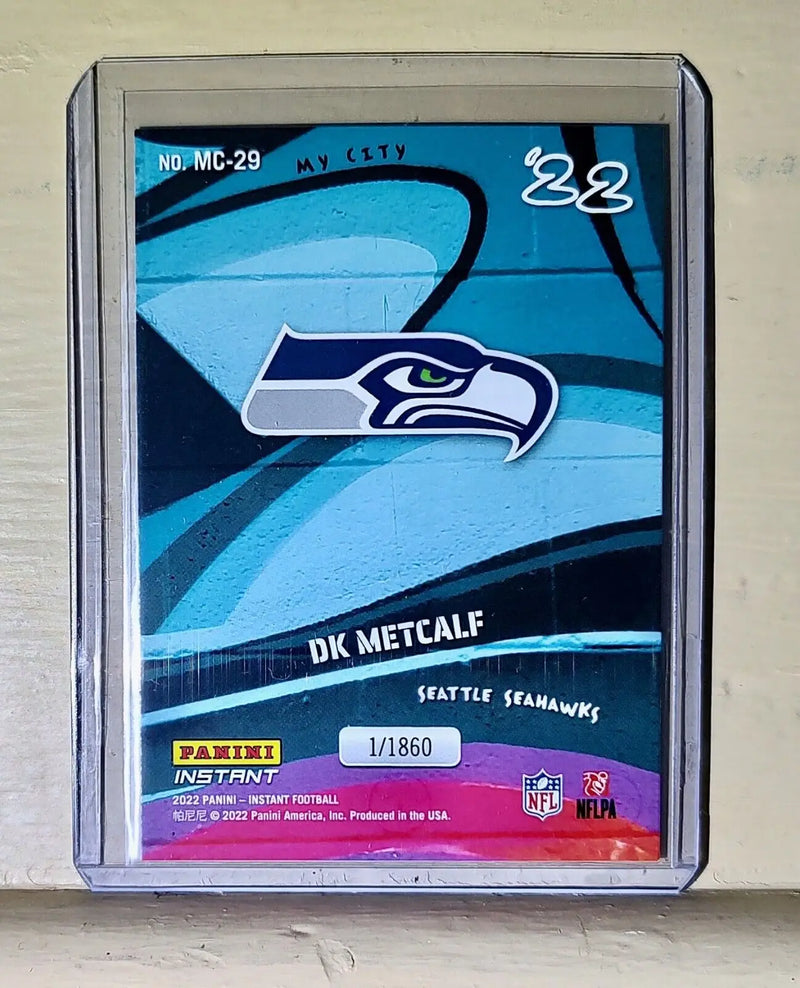 NO. MC-29
MY CITY
'22
DK METCALF
SEATTLE SEAHAWKS
1/1860
PANINI
INSTANT
2022 PANINI – INSTANT FOOTBALL
帕尼尼 © 2022 Panini America, Inc. Produced in the USA.
NFL
NFLPA